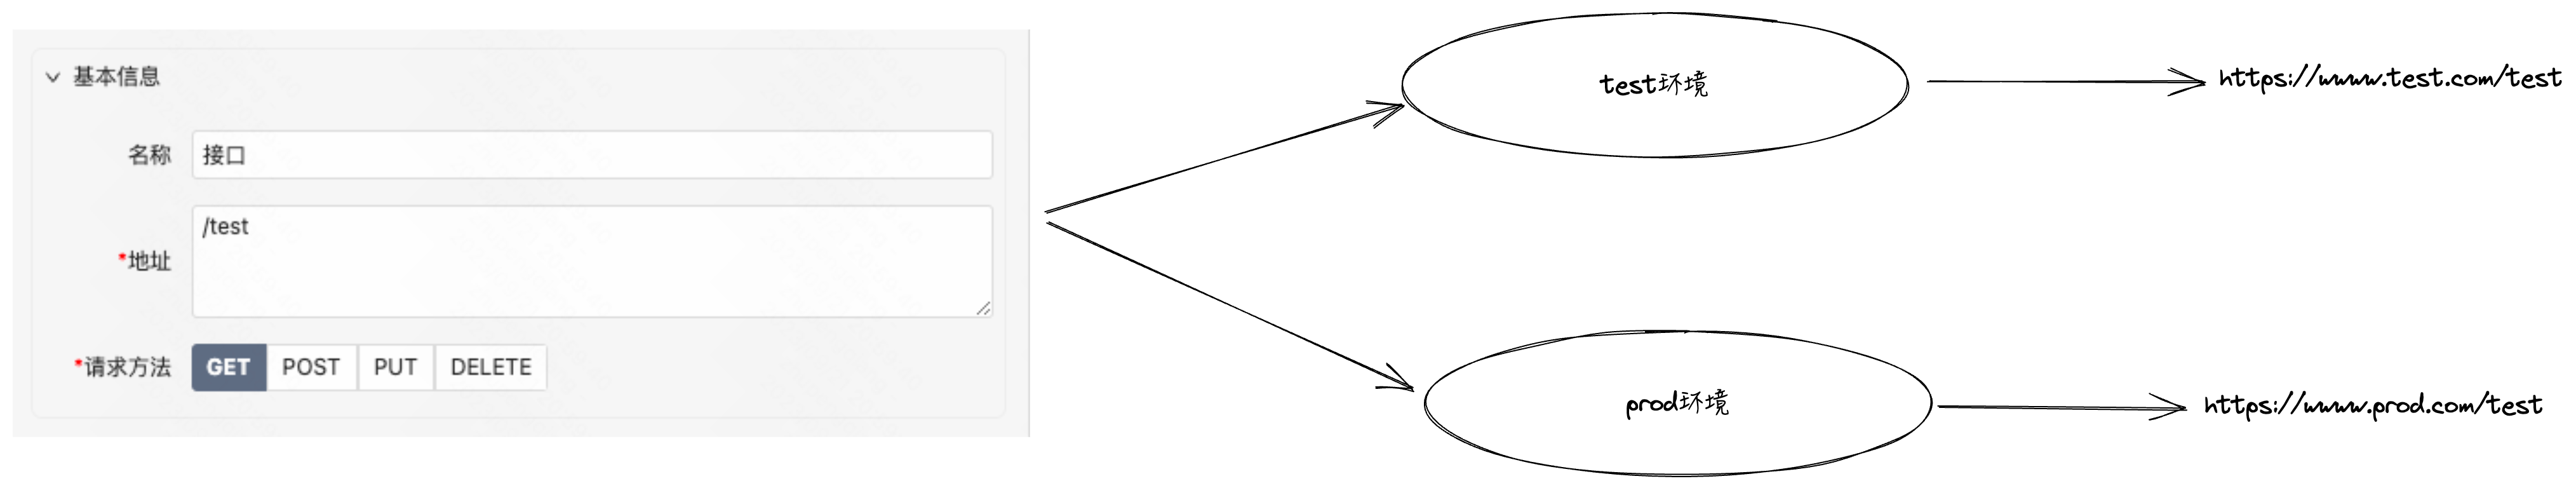 基本信息
名称 接口
*地址 /test
*请求方法 GET POST PUT DELETE
test环境
https://www.test.com/test
prod环境
https://www.prod.com/test